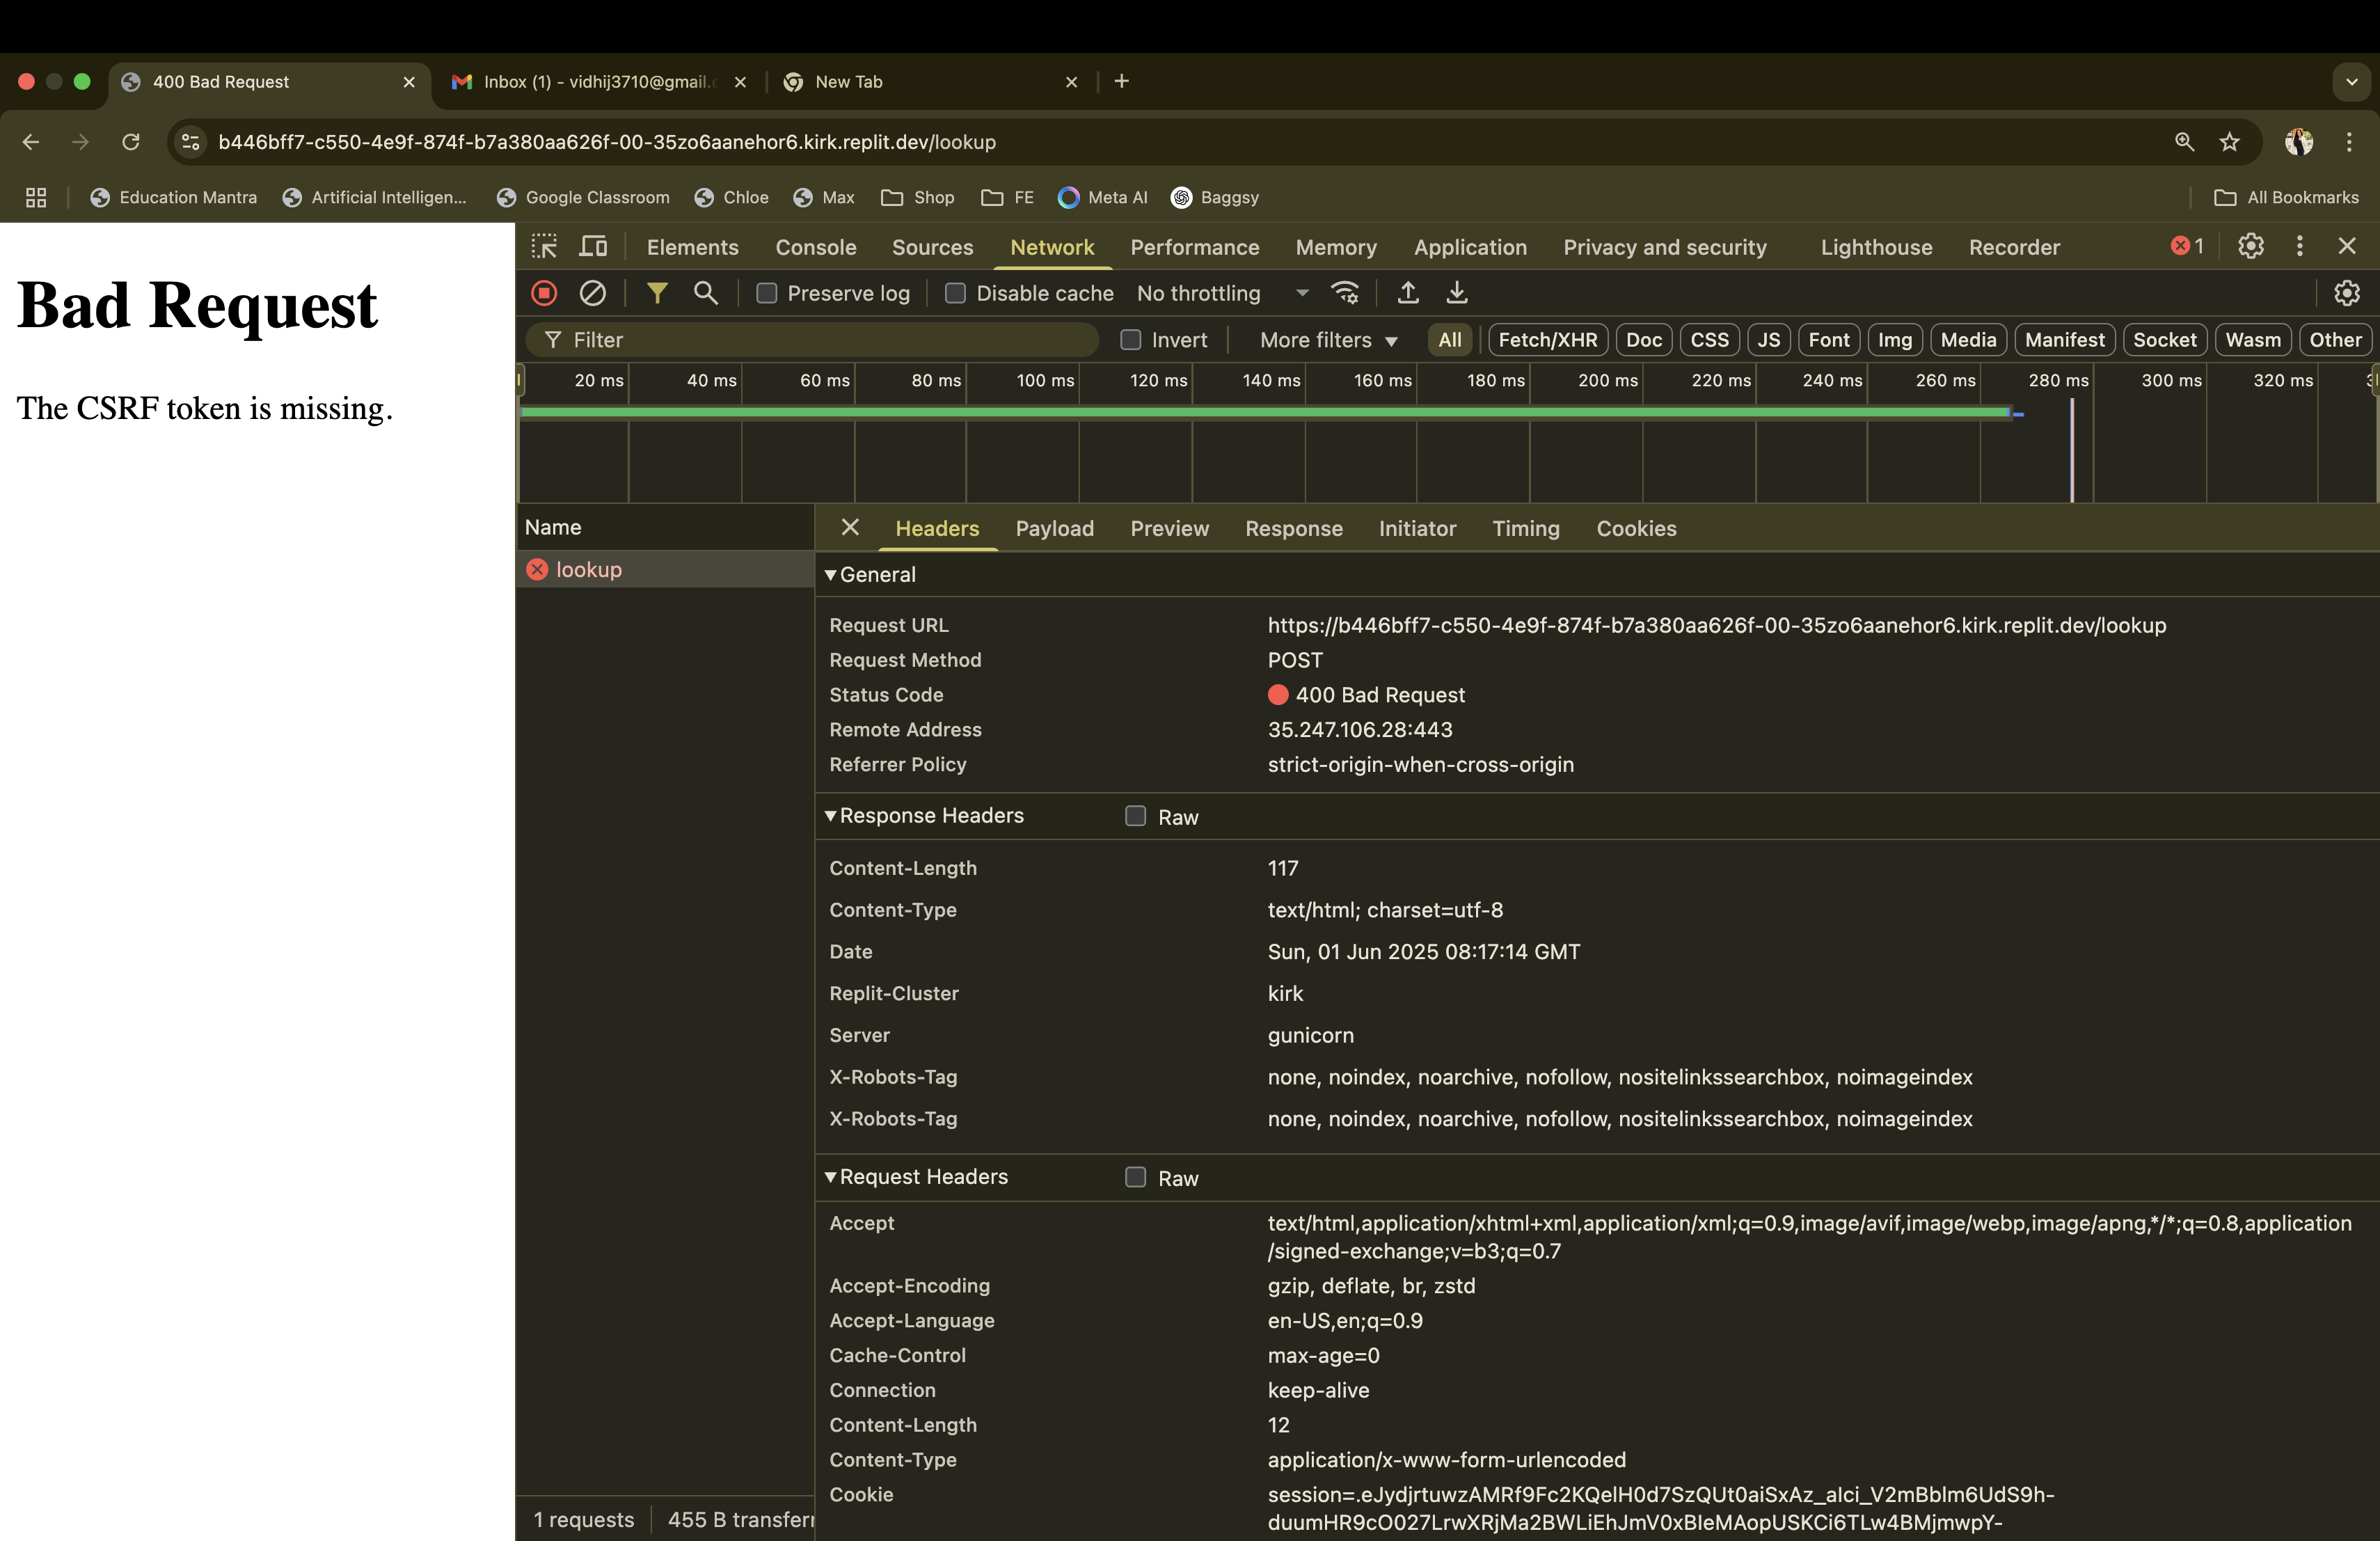 400 Bad Request
Inbox (1) - vidhij3710@gmail.
New Tab
b446bff7-c550-4e9f-874f-b7a380aa626f-00-35zo6aanehor6.kirk.replit.dev/lookup
Education Mantra
Artificial Intelligen...
Google Classroom
Chloe
Max
Shop
FE
Meta AI
Baggsy
All Bookmarks
Bad Request
The CSRF token is missing.
Elements Console Sources Network Performance Memory Application Privacy and security Lighthouse Recorder 1
Preserve log Disable cache No throttling
Filter Invert More filters All Fetch/XHR Doc CSS JS Font Img Media Manifest Socket Wasm Other
20 ms 40 ms 60 ms 80 ms 100 ms 120 ms 140 ms 160 ms 180 ms 200 ms 220 ms 240 ms 260 ms 280 ms 300 ms 320 ms
Name
lookup
1 requests 455 B transferr
Headers Payload Preview Response Initiator Timing Cookies
General
Request URL https://b446bff7-c550-4e9f-874f-b7a380aa626f-00-35zo6aanehor6.kirk.replit.dev/lookup
Request Method POST
Status Code 400 Bad Request
Remote Address 35.247.106.28:443
Referrer Policy strict-origin-when-cross-origin
Response Headers Raw
Content-Length 117
Content-Type text/html; charset=utf-8
Date Sun, 01 Jun 2025 08:17:14 GMT
Replit-Cluster kirk
Server gunicorn
X-Robots-Tag none, noindex, noarchive, nofollow, nositelinkssearchbox, noimageindex
X-Robots-Tag none, noindex, noarchive, nofollow, nositelinkssearchbox, noimageindex
Request Headers Raw
Accept text/html,application/xhtml+xml,application/xml;q=0.9,image/avif,image/webp,image/apng,*/*;q=0.8,application
/signed-exchange;v=b3;q=0.7
Accept-Encoding gzip, deflate, br, zstd
Accept-Language en-US,en;q=0.9
Cache-Control max-age=0
Connection keep-alive
Content-Length 12
Content-Type application/x-www-form-urlencoded
Cookie session=.eJydjrtuwzAMRf9Fc2KQelH0d7SzQUt0aiSxAz_alci_V2mBblm6UdS9h-
duumHR9cO027LrwXRjMa2BWLiEhJmV0xBIeMAopUSKCi6TLw4BMjmwpY-